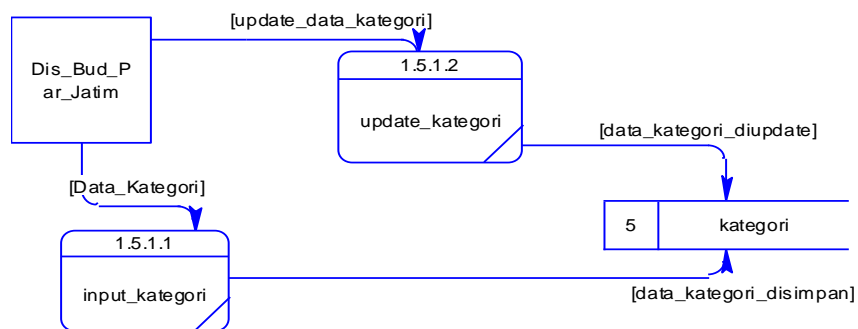 [update_data_kategori]
Dis_Bud_P
ar_Jatim
1.5.1.2
update_kategori
[data_kategori_diupdate]
[Data_Kategori]
5
kategori
1.5.1.1
input_kategori
[data_kategori_disimpan]